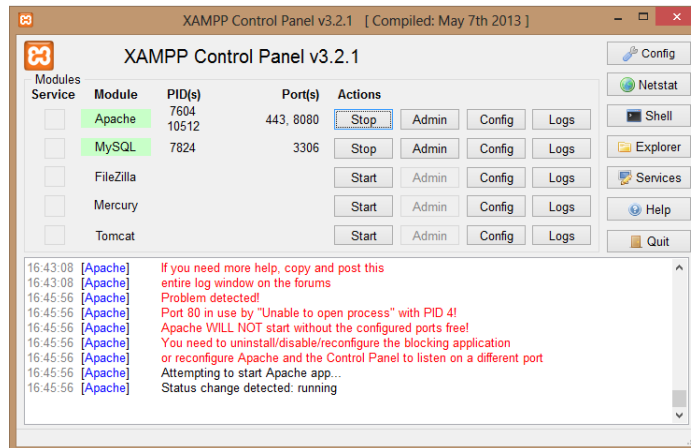 XAMPP Control Panel v3.2.1 [ Compiled: May 7th 2013 ]
XAMPP Control Panel v3.2.1
Config
Modules
Service Module PID(s) Port(s) Actions
Netstat
Apache 7604 10512 443, 8080 Stop Admin Config Logs
Shell
MySQL 7824 3306 Stop Admin Config Logs
Explorer
FileZilla Start Admin Config Logs
Services
Mercury Start Admin Config Logs
Help
Tomcat Start Admin Config Logs
Quit
16:43:08 [Apache] If you need more help, copy and post this
16:43:08 [Apache] entire log window on the forums
16:45:56 [Apache] Problem detected!
16:45:56 [Apache] Port 80 in use by "Unable to open process" with PID 4!
16:45:56 [Apache] Apache WILL NOT start without the configured ports free!
16:45:56 [Apache] You need to uninstall/disable/reconfigure the blocking application
16:45:56 [Apache] or reconfigure Apache and the Control Panel to listen on a different port
16:45:56 [Apache] Attempting to start Apache app...
16:45:56 [Apache] Status change detected: running